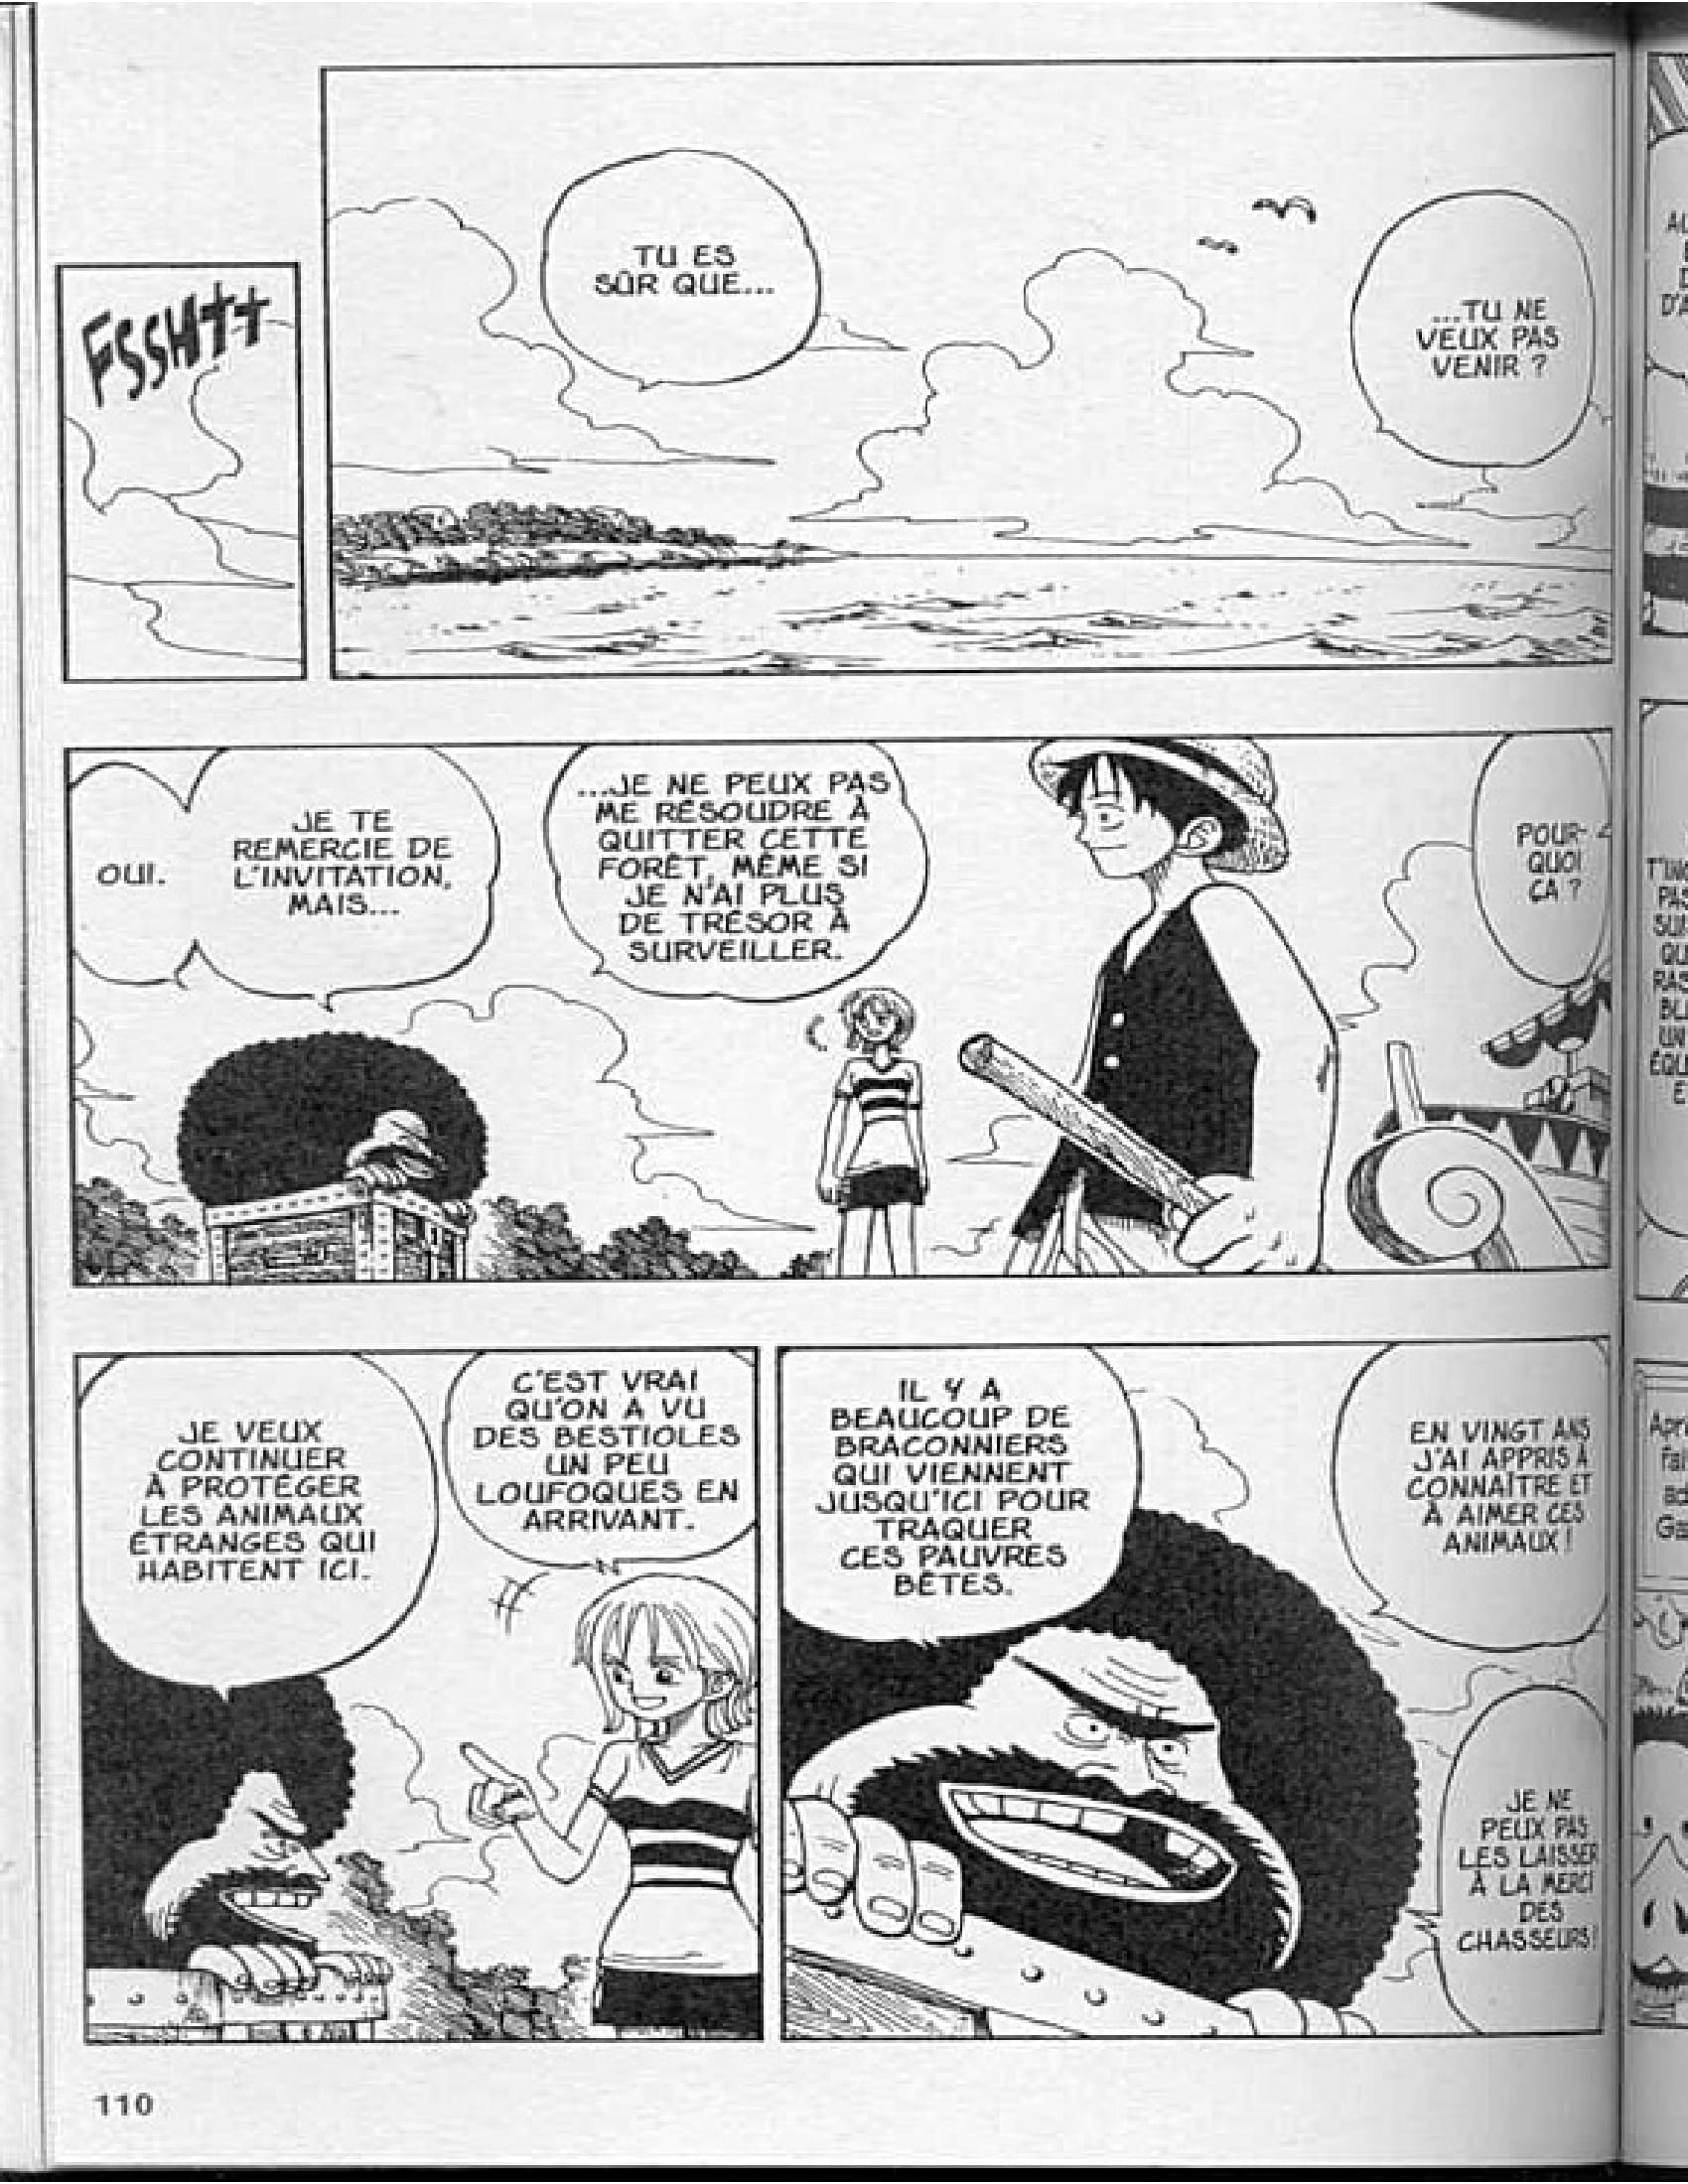 FSSHTT
TU ES
SÛR QUE...
...TU NE
VEUX PAS
VENIR ?
OUI.
JE TE
REMERCIE DE
L'INVITATION,
MAIS...
...JE NE PEUX PAS
ME RÉSOUDRE À
QUITTER CETTE
FORÊT, MÊME SI
JE N'AI PLUS
DE TRÉSOR À
SURVEILLER.
POUR-
QUOI
ÇA ?
JE VEUX
CONTINUER
À PROTÉGER
LES ANIMAUX
ÉTRANGES QUI
HABITENT ICI.
C'EST VRAI
QU'ON A VU
DES BESTIOLES
UN PEU
LOUFOQUES EN
ARRIVANT.
IL Y A
BEAUCOUP DE
BRACONNIERS
QUI VIENNENT
JUSQU'ICI POUR
TRAQUER
CES PAUVRES
BÊTES.
EN VINGT ANS
J'AI APPRIS À
CONNAÎTRE ET
À AIMER CES
ANIMAUX !
JE NE
PEUX PAS
LES LAISSER
À LA MERCI
DES
CHASSEURS !
110